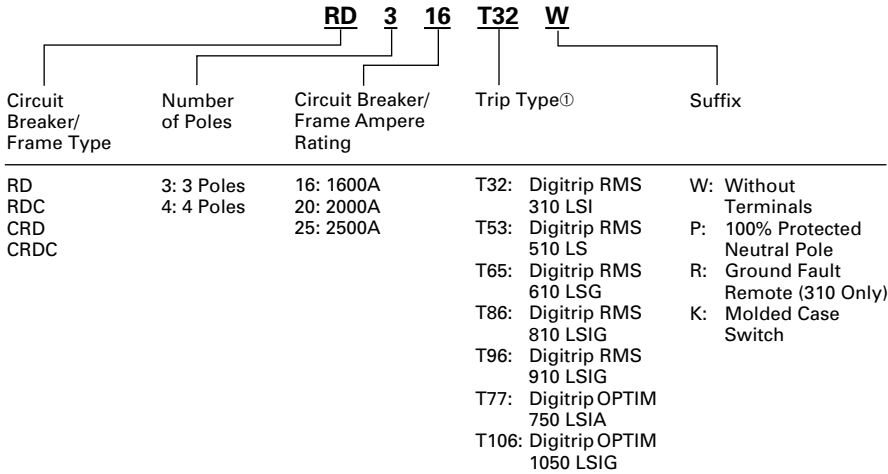 RD 3 16 T32 W
Circuit
Breaker/
Frame Type
Number
of Poles
Circuit Breaker/
Frame Ampere
Rating
Trip Type①
Suffix
RD
RDC
CRD
CRDC
3: 3 Poles
4: 4 Poles
16: 1600A
20: 2000A
25: 2500A
T32: Digitrip RMS
310 LSI
T53: Digitrip RMS
510 LS
T65: Digitrip RMS
610 LSG
T86: Digitrip RMS
810 LSIG
T96: Digitrip RMS
910 LSIG
T77: Digitrip OPTIM
750 LSIA
T106: Digitrip OPTIM
1050 LSIG
W: Without
Terminals
P: 100% Protected
Neutral Pole
R: Ground Fault
Remote (310 Only)
K: Molded Case
Switch